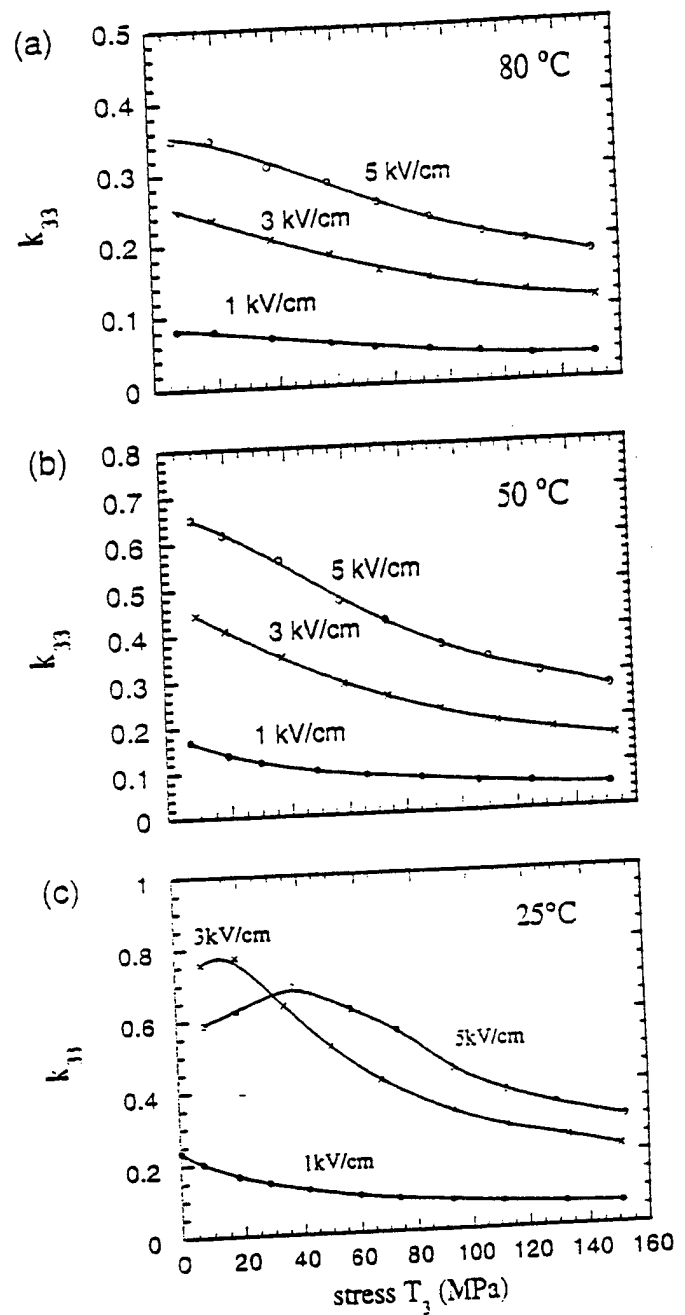 (a)
80 °C
0.5
0.4
0.3
0.2
0.1
0
k33
5 kV/cm
3 kV/cm
1 kV/cm
(b)
50 °C
0.8
0.7
0.6
0.5
0.4
0.3
0.2
0.1
0
k33
5 kV/cm
3 kV/cm
1 kV/cm
(c)
25°C
1
0.8
0.6
0.4
0.2
0
k33
3kV/cm
5kV/cm
1kV/cm
0 20 40 60 80 100 120 140 160
stress T3 (MPa)